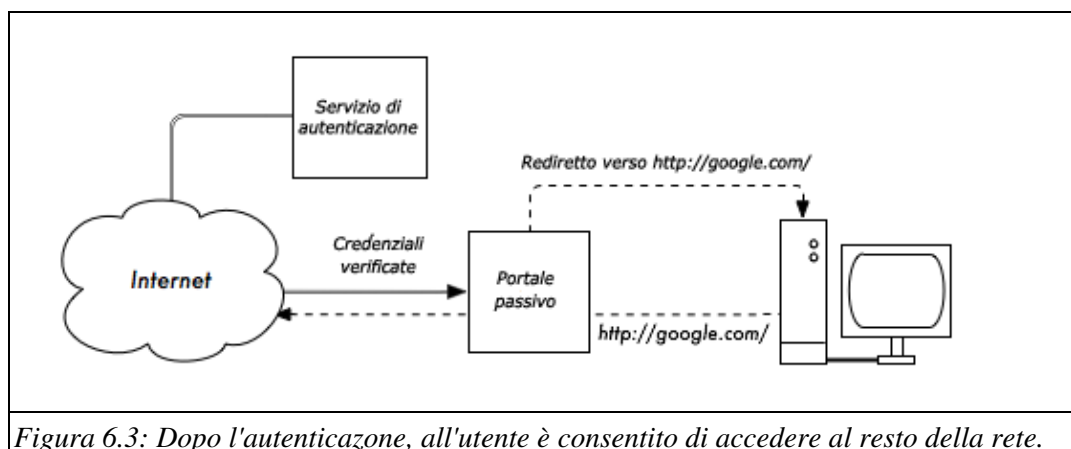 Servizio di
autenticazione
Rediretto verso http://google.com/
Credenziali
verificate
Internet
Portale
passivo
http://google.com/
Figura 6.3: Dopo l'autenticazone, all'utente è consentito di accedere al resto della rete.